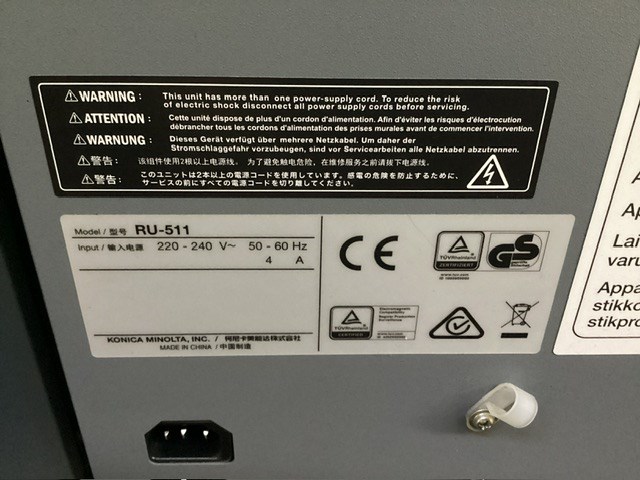 WARNING : This unit has more than one power-supply cord. To reduce the risk
of electric shock disconnect all power supply cords before servicing.
ATTENTION : Cette unité dispose de plus d'un cordon d'alimentation. Afin d'éviter les risques d'électrocution
débrancher tous les cordons d'alimentation des prises murales avant de commencer l'intervention.
WARNUNG : Dieses Gerät verfügt über mehrere Netzkabel. Um daher der
Stromschlaggefahr vorzubeugen, sind vor Servicearbeiten alle Netzkabel abzutrennen.
警告 : 该组件使用2根以上电源线。为了避免触电危险，在维修服务之前请拔下电源线。
警告 : このユニットは2本以上の電源コードを使用しています。感電の危険を防止するために、
サービスの前にすべての電源コードを切り離してください。
Model / 型号 RU-511
Input / 输入电源 220 - 240 V~ 50 - 60 Hz
4 A
CE
TÜVRheinland
ZERTIFIZIERT
GS
TÜVRheinland
CERTIFIED
KONICA MINOLTA, INC. / 柯尼卡美能达株式会社
MADE IN CHINA / 中国制造
A
Ap
Lai
varu
Appa
stikko
stikpro